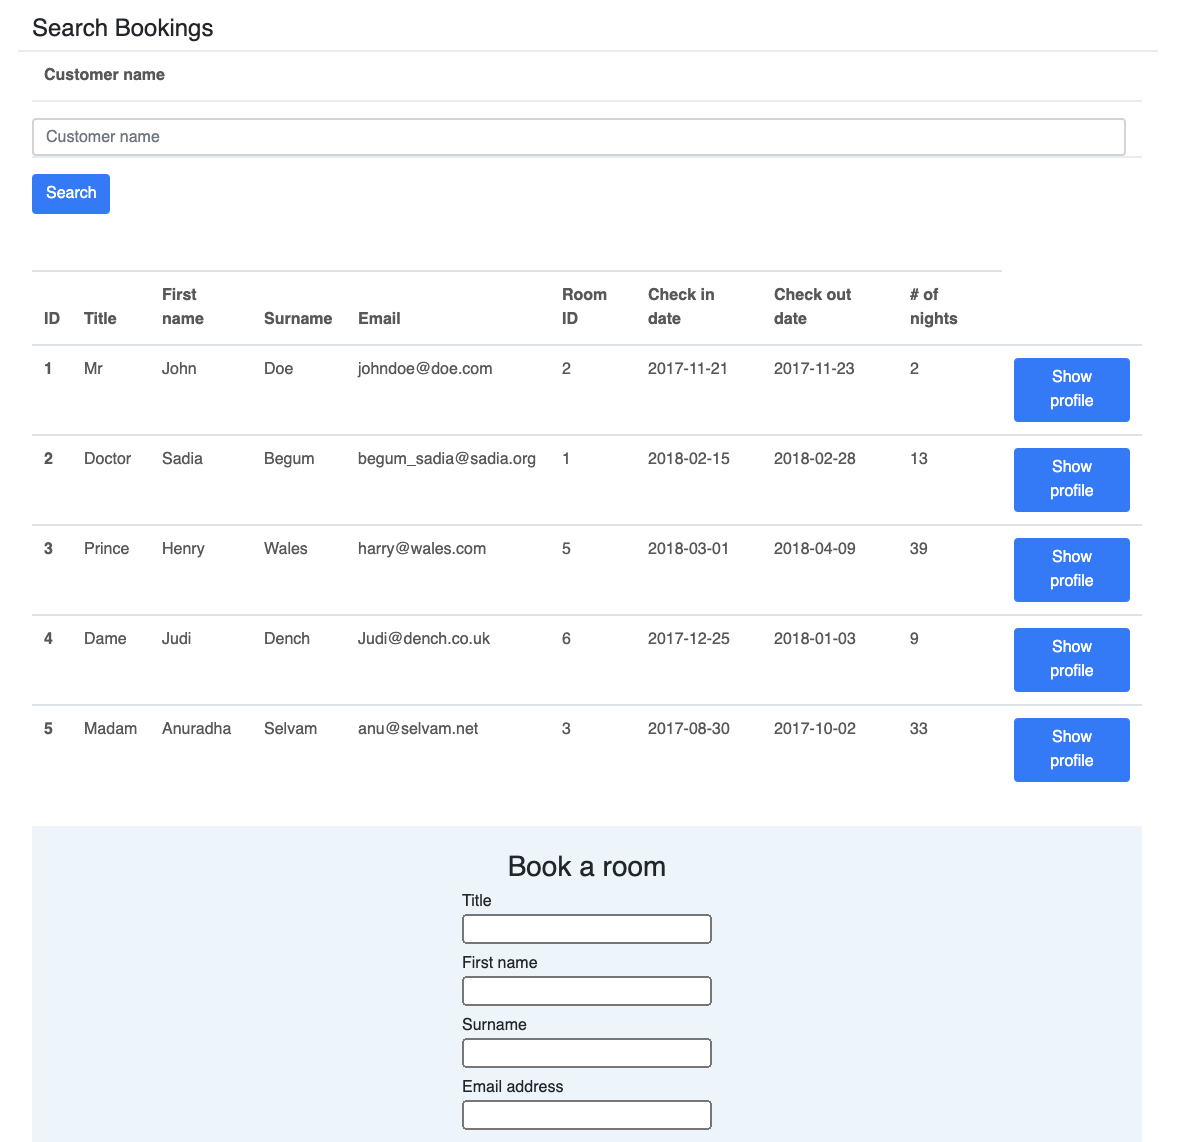 Search Bookings
Customer name
Customer name
Search
ID Title First name Surname Email Room ID Check in date Check out date # of nights
1 Mr John Doe johndoe@doe.com 2 2017-11-21 2017-11-23 2 Show profile
2 Doctor Sadia Begum begum_sadia@sadia.org 1 2018-02-15 2018-02-28 13 Show profile
3 Prince Henry Wales harry@wales.com 5 2018-03-01 2018-04-09 39 Show profile
4 Dame Judi Dench Judi@dench.co.uk 6 2017-12-25 2018-01-03 9 Show profile
5 Madam Anuradha Selvam anu@selvam.net 3 2017-08-30 2017-10-02 33 Show profile
Book a room
Title
First name
Surname
Email address